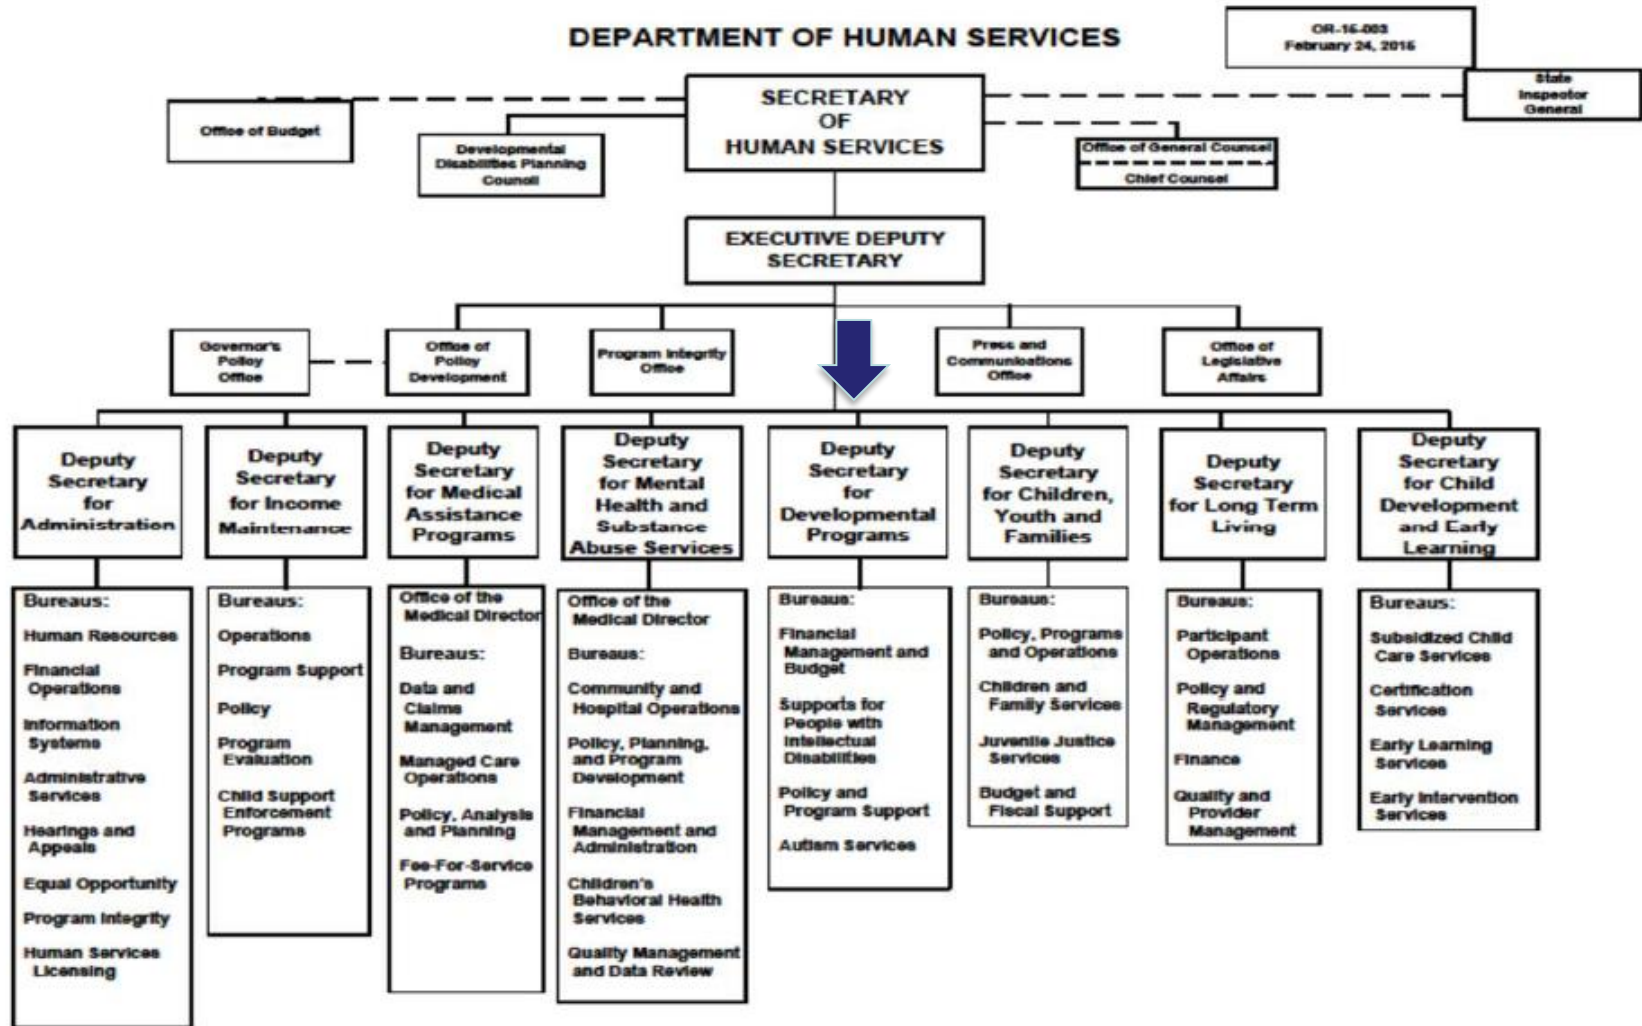 DEPARTMENT OF HUMAN SERVICES
OR-15-003
February 24, 2015
State
Inspector
General
SECRETARY
OF
HUMAN SERVICES
Office of Budget
Developmental
Disabilities Planning
Council
Office of General Counsel
Chief Counsel
EXECUTIVE DEPUTY
SECRETARY
Governor's
Policy
Office
Office of
Policy
Development
Program Integrity
Office
Press and
Communications
Office
Office of
Legislative
Affairs
Deputy
Secretary
for
Administration
Deputy
Secretary
for Income
Maintenance
Deputy
Secretary
for Medical
Assistance
Programs
Deputy
Secretary
for Mental
Health and
Substance
Abuse Services
Deputy
Secretary
for
Developmental
Programs
Deputy
Secretary
for Children,
Youth and
Families
Deputy
Secretary
for Long Term
Living
Deputy
Secretary
for Child
Development
and Early
Learning
Bureaus:
Human Resources
Financial
Operations
Information
Systems
Administrative
Services
Hearings and
Appeals
Equal Opportunity
Program Integrity
Human Services
Licensing
Bureaus:
Operations
Program Support
Policy
Program
Evaluation
Child Support
Enforcement
Programs
Office of the
Medical Director
Bureaus:
Data and
Claims
Management
Managed Care
Operations
Policy, Analysis
and Planning
Fee-For-Service
Programs
Office of the
Medical Director
Bureaus:
Community and
Hospital Operations
Policy, Planning,
and Program
Development
Financial
Management and
Administration
Children's
Behavioral Health
Services
Quality Management
and Data Review
Bureaus:
Financial
Management and
Budget
Supports for
People with
Intellectual
Disabilities
Policy and
Program Support
Autism Services
Bureaus:
Policy, Programs
and Operations
Children and
Family Services
Juvenile Justice
Services
Budget and
Fiscal Support
Bureaus:
Participant
Operations
Policy and
Regulatory
Management
Finance
Quality and
Provider
Management
Bureaus:
Subsidized Child
Care Services
Certification
Services
Early Learning
Services
Early Intervention
Services